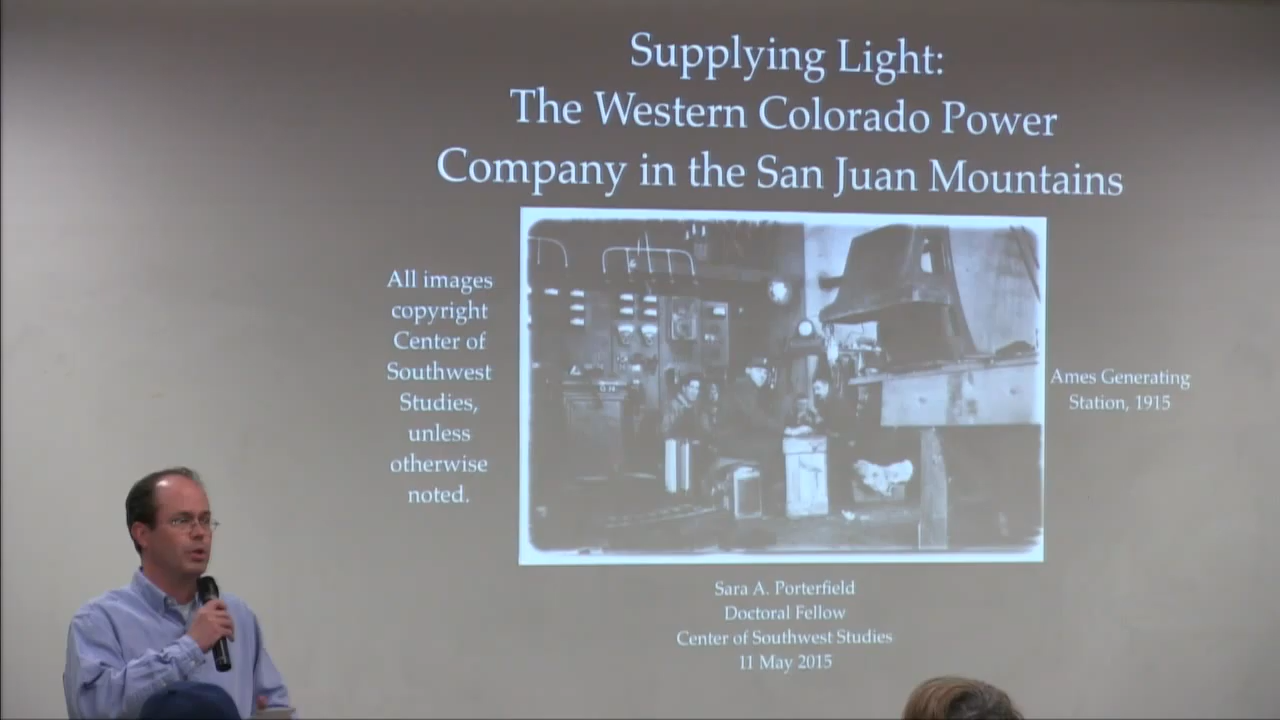 Supplying Light:
The Western Colorado Power
Company in the San Juan Mountains
All images
copyright
Center of
Southwest
Studies,
unless
otherwise
noted.
Ames Generating
Station, 1915
Sara A. Porterfield
Doctoral Fellow
Center of Southwest Studies
11 May 2015